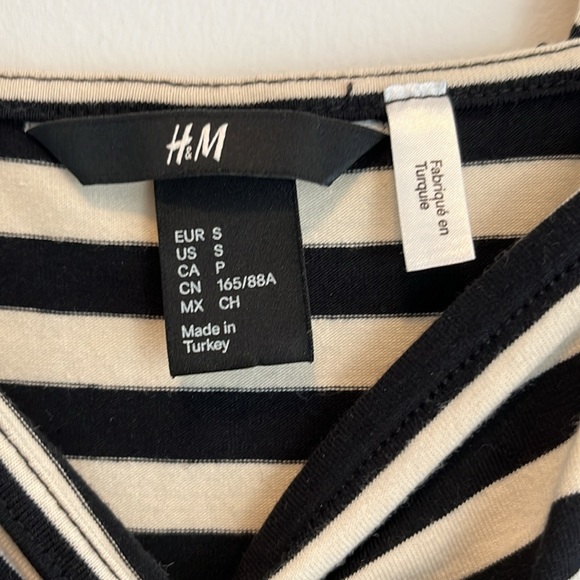 H&M
EUR S
US S
CA P
CN 165/88A
MX CH
Made in
Turkey
Fabriqué en
Turquie